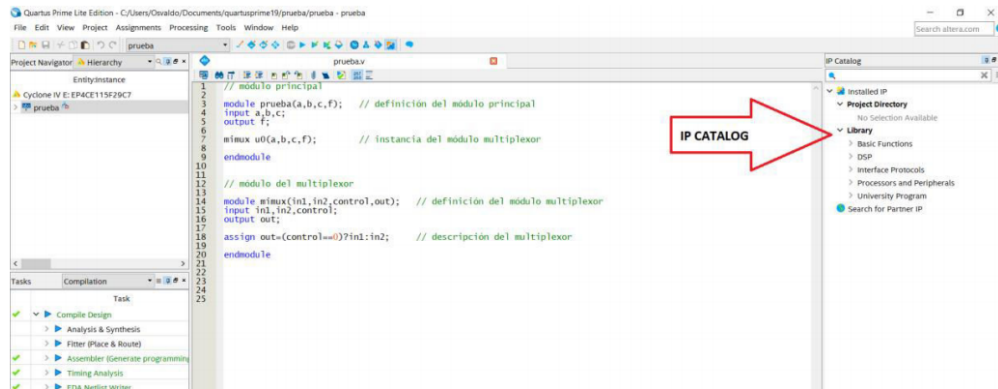 Quartus Prime Lite Edition - C:/Users/Osvaldo/Documents/quartusprime19/prueba/prueba - prueba
File Edit View Project Assignments Processing Tools Window Help
Search altera.com
prueba
Project Navigator Hierarchy
prueba.v
IP Catalog
Entity:Instance
Cyclone IV E: EP4CE115F29C7
prueba
1 // módulo principal
2
3 module prueba(a,b,c,f); // definición del módulo principal
4 input a,b,c;
5 output f;
6
7 mimux u0(a,b,c,f); // instancia del módulo multiplexor
8
9 endmodule
10
11
12 // módulo del multiplexor
13
14 module mimux(in1,in2,control,out); // definición del módulo multiplexor
15 input in1,in2,control;
16 output out;
17
18 assign out=(control==0)?in1:in2; // descripción del multiplexor
19
20 endmodule
21
22
23
24
25
IP CATALOG
Installed IP
Project Directory
No Selection Available
Library
Basic Functions
DSP
Interface Protocols
Processors and Peripherals
University Program
Search for Partner IP
Tasks Compilation
Task
Compile Design
Analysis & Synthesis
Fitter (Place & Route)
Assembler (Generate programming
Timing Analysis
EDA Netlist Writer